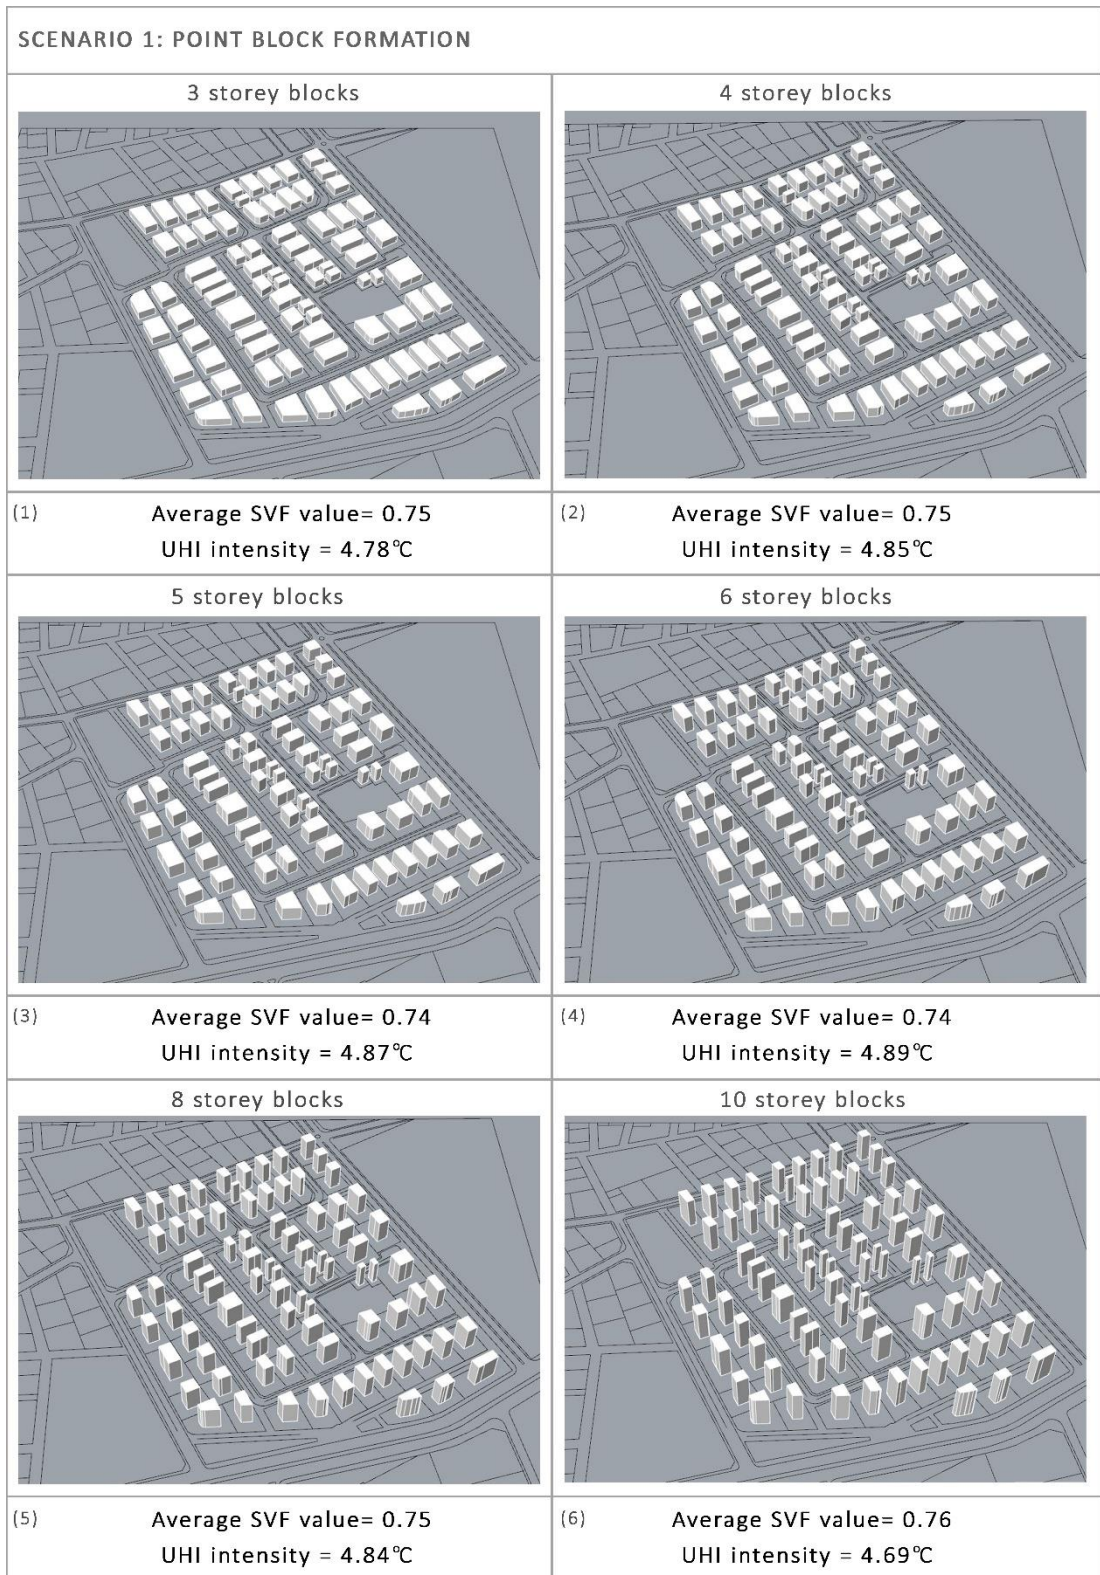 SCENARIO 1: POINT BLOCK FORMATION
3 storey blocks
4 storey blocks
(1)
Average SVF value= 0.75
UHI intensity = 4.78℃
(2)
Average SVF value= 0.75
UHI intensity = 4.85℃
5 storey blocks
6 storey blocks
(3)
Average SVF value= 0.74
UHI intensity = 4.87℃
(4)
Average SVF value= 0.74
UHI intensity = 4.89℃
8 storey blocks
10 storey blocks
(5)
Average SVF value= 0.75
UHI intensity = 4.84℃
(6)
Average SVF value= 0.76
UHI intensity = 4.69℃